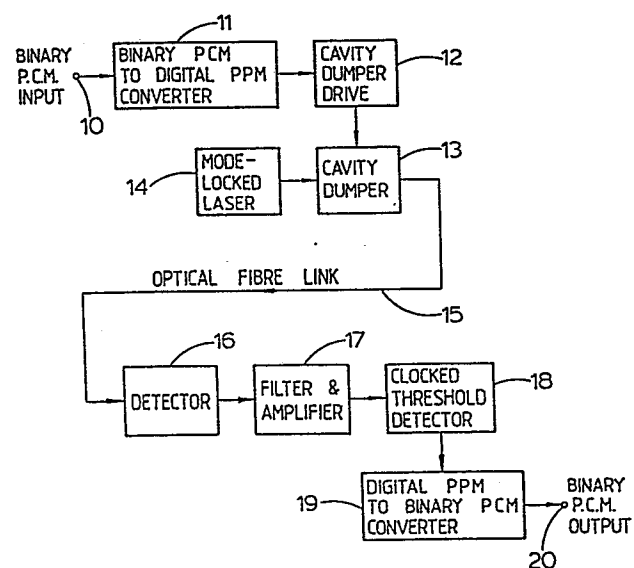 11
BINARY
P.C.M.
INPUT
10
BINARY PCM
TO DIGITAL PPM
CONVERTER
CAVITY
DUMPER
DRIVE
12
14
MODE-
LOCKED
LASER
CAVITY
DUMPER
13
OPTICAL FIBRE LINK
15
16
DETECTOR
17
FILTER &
AMPLIFIER
CLOCKED
THRESHOLD
DETECTOR
18
19
DIGITAL PPM
TO BINARY PCM
CONVERTER
BINARY
P.C.M.
OUTPUT
20